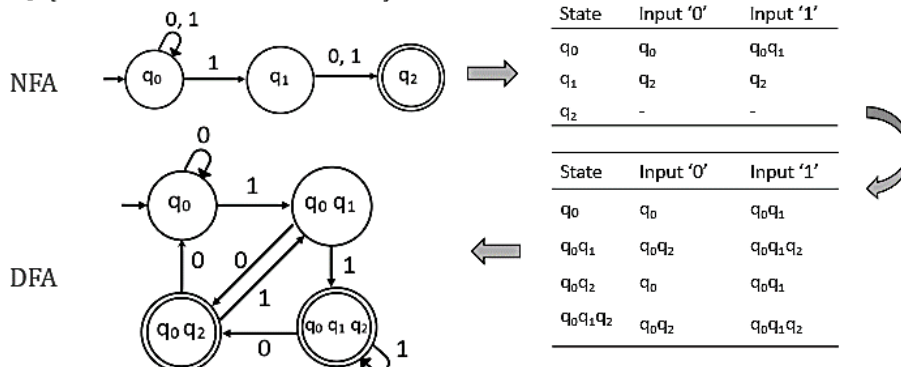 NFA
0, 1
q₀
1
q₁
0, 1
q₂
State Input '0' Input '1'
q₀ q₀ q₀q₁
q₁ q₂ q₂
q₂ - -
DFA
0
q₀
1
q₀ q₁
0
0
1
1
q₀ q₂
0
q₀ q₁ q₂
1
State Input '0' Input '1'
q₀ q₀ q₀q₁
q₀q₁ q₀q₂ q₀q₁q₂
q₀q₂ q₀ q₀q₁
q₀q₁q₂ q₀q₂ q₀q₁q₂